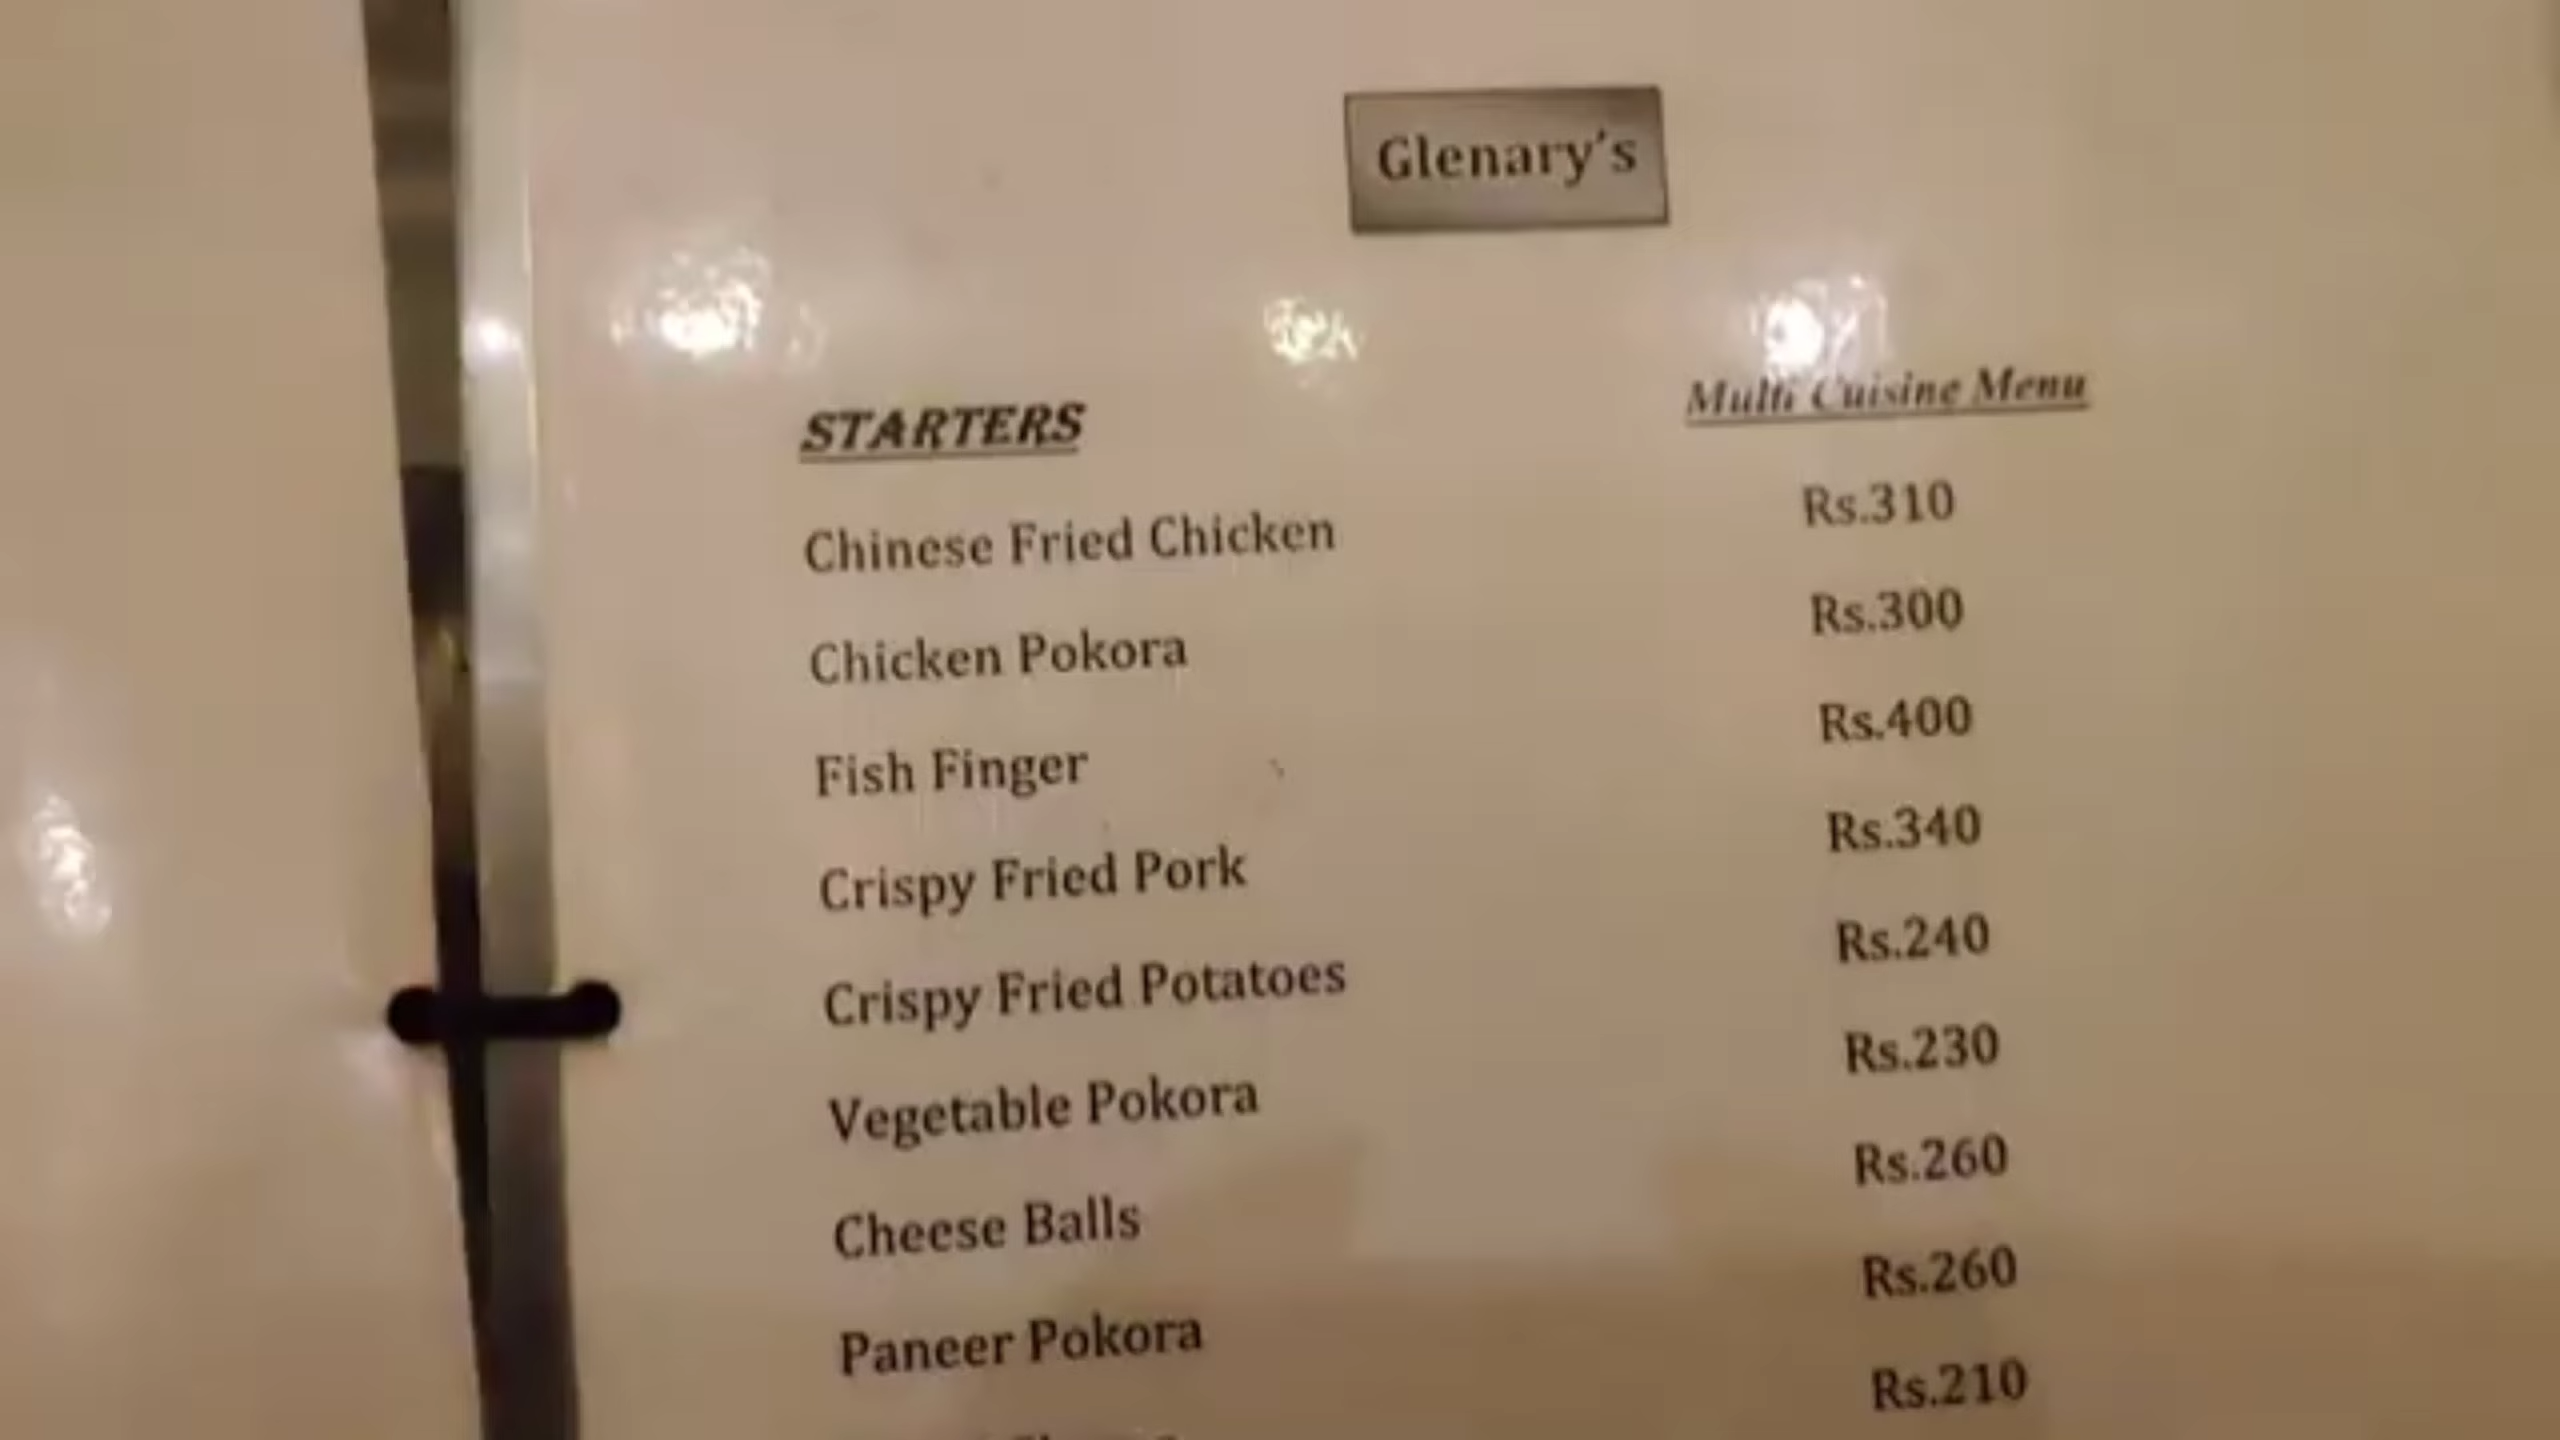 Glenary's
STARTERS Multi Cuisine Menu
Chinese Fried Chicken Rs.310
Chicken Pokora Rs.300
Fish Finger Rs.400
Crispy Fried Pork Rs.340
Crispy Fried Potatoes Rs.240
Vegetable Pokora Rs.230
Cheese Balls Rs.260
Paneer Pokora Rs.260
Rs.210